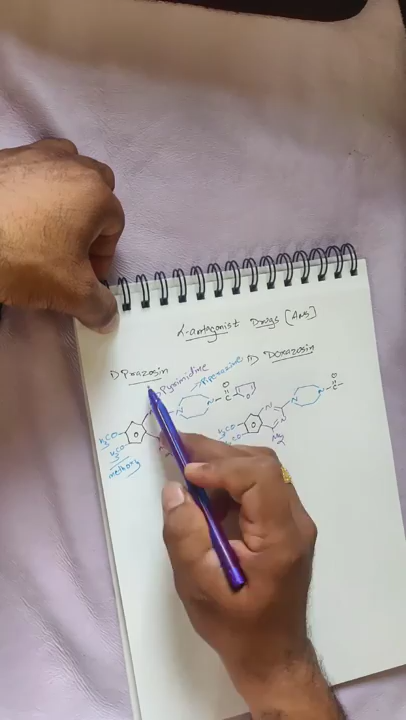 α-antagonist Drugs [ANS]
① Prazosin
② Doxazosin
Pyrimidine
→ Piperazine
O
N
N
N - C
O
H₃CO
H₃CO
methoxy
O
N
N
N
N - C -
H₃CO
H₃CO
NH₂